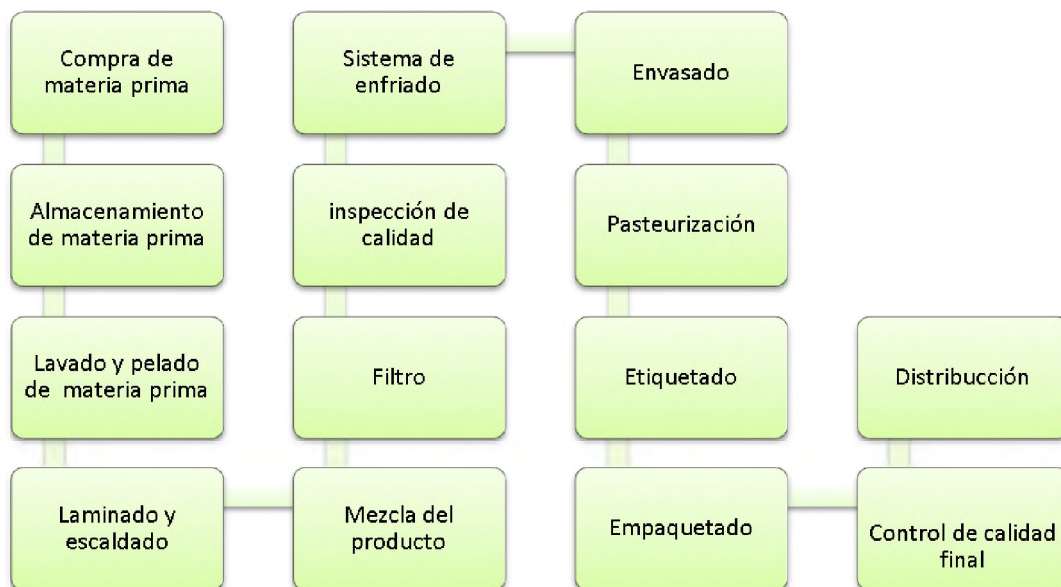 Compra de
materia prima
Almacenamiento
de materia prima
Lavado y pelado
de materia prima
Laminado y
escaldado
Mezcla del
producto
Filtro
inspección de
calidad
Sistema de
enfriado
Envasado
Pasteurización
Etiquetado
Empaquetado
Control de calidad
final
Distribucción